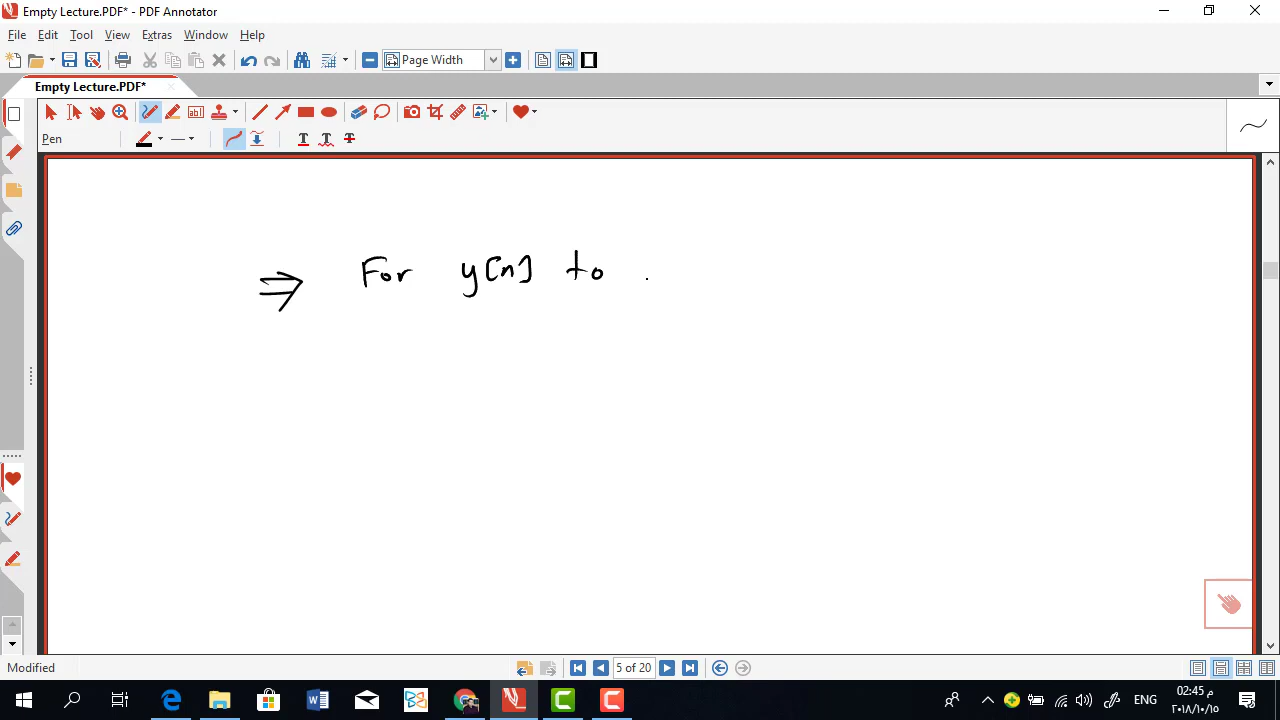 Empty Lecture.PDF* - PDF Annotator
File Edit Tool View Extras Window Help
Page Width
Empty Lecture.PDF*
Pen
⇒ For y[n] to
5 of 20
Modified
ENG
02:45 م
٢٠١٨/١٠/١٥